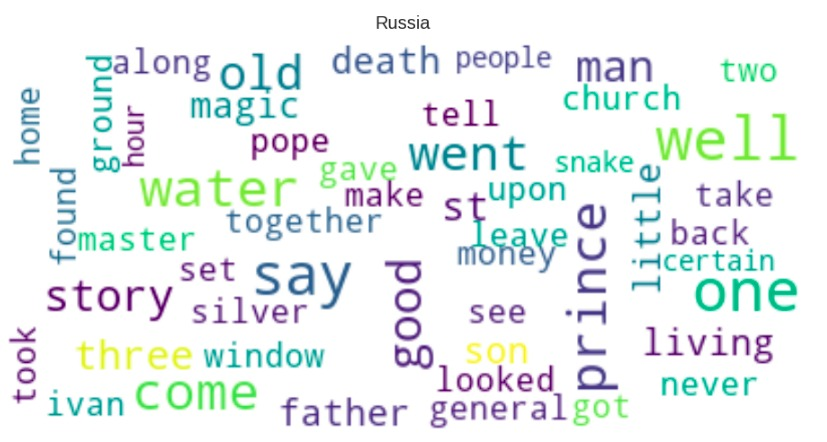 Russia
along
old
death
people
man
two
home
ground
hour
magic
church
tell
pope
went
well
snake
water
gave
make
st
upon
little
take
found
together
leave
back
master
money
prince
certain
set
say
good
one
story
silver
see
living
took
three
window
son
looked
never
ivan
come
father
general
got